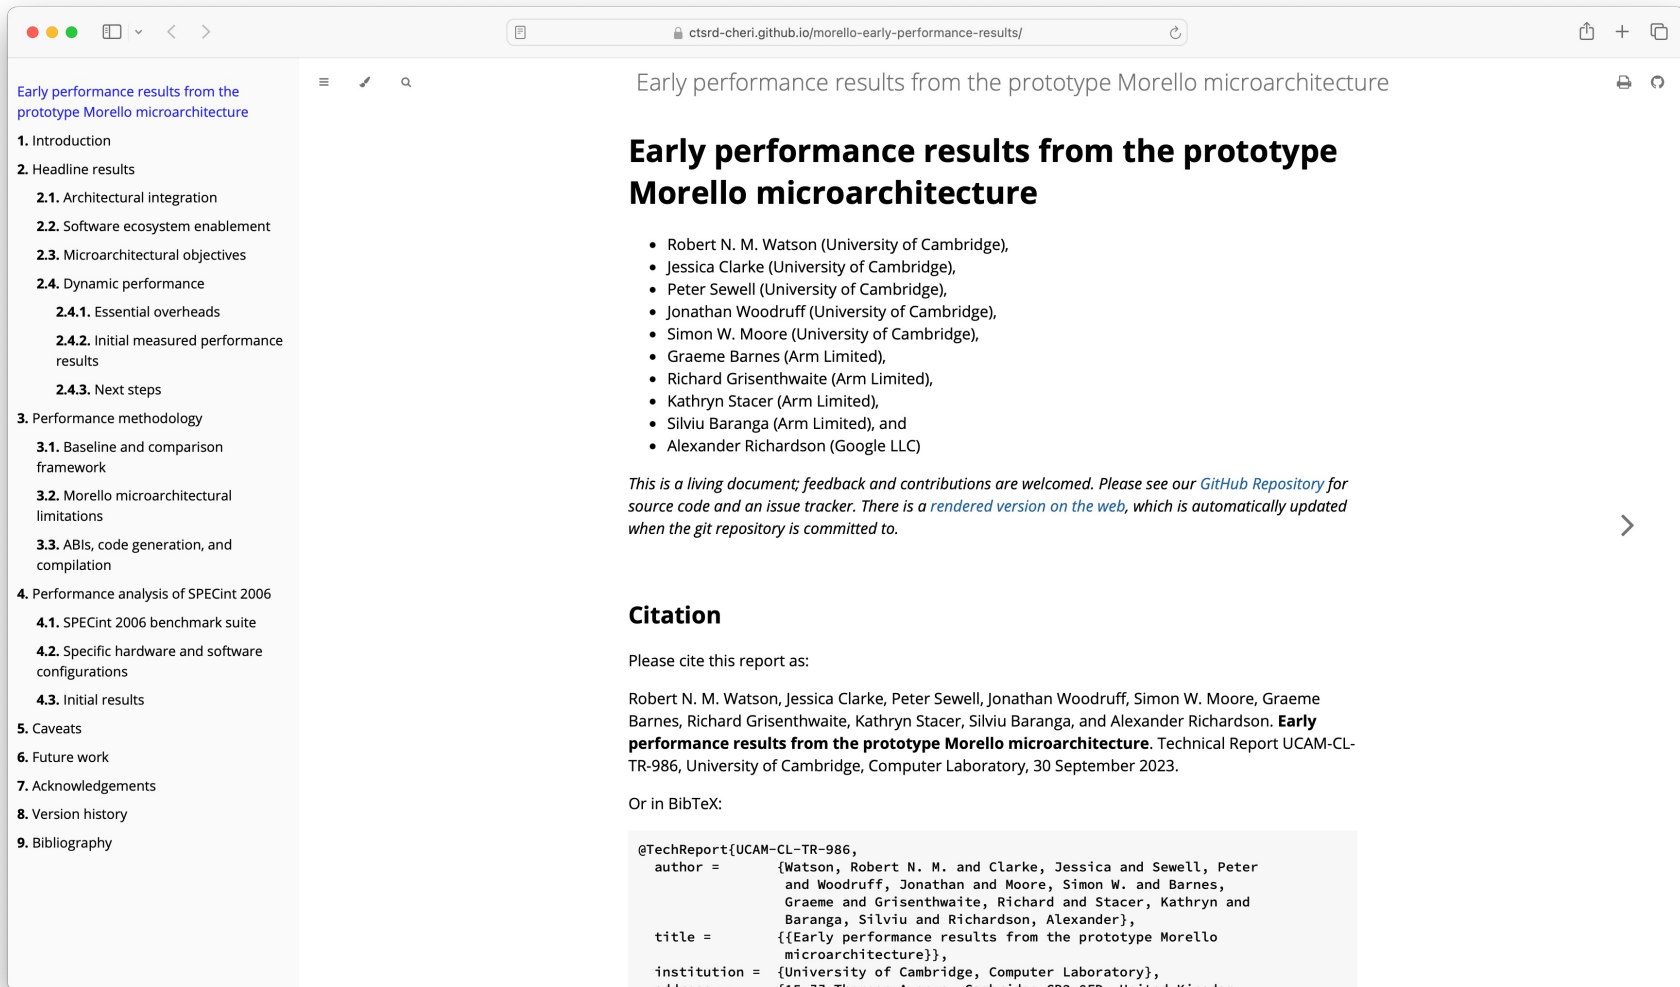 ctsrd-cheri.github.io/morello-early-performance-results/
Early performance results from the
prototype Morello microarchitecture
1. Introduction
2. Headline results
2.1. Architectural integration
2.2. Software ecosystem enablement
2.3. Microarchitectural objectives
2.4. Dynamic performance
2.4.1. Essential overheads
2.4.2. Initial measured performance
results
2.4.3. Next steps
3. Performance methodology
3.1. Baseline and comparison
framework
3.2. Morello microarchitectural
limitations
3.3. ABIs, code generation, and
compilation
4. Performance analysis of SPECint 2006
4.1. SPECint 2006 benchmark suite
4.2. Specific hardware and software
configurations
4.3. Initial results
5. Caveats
6. Future work
7. Acknowledgements
8. Version history
9. Bibliography
Early performance results from the prototype Morello microarchitecture
Early performance results from the prototype
Morello microarchitecture
• Robert N. M. Watson (University of Cambridge),
• Jessica Clarke (University of Cambridge),
• Peter Sewell (University of Cambridge),
• Jonathan Woodruff (University of Cambridge),
• Simon W. Moore (University of Cambridge),
• Graeme Barnes (Arm Limited),
• Richard Grisenthwaite (Arm Limited),
• Kathryn Stacer (Arm Limited),
• Silviu Baranga (Arm Limited), and
• Alexander Richardson (Google LLC)
This is a living document; feedback and contributions are welcomed. Please see our GitHub Repository for
source code and an issue tracker. There is a rendered version on the web, which is automatically updated
when the git repository is committed to.
Citation
Please cite this report as:
Robert N. M. Watson, Jessica Clarke, Peter Sewell, Jonathan Woodruff, Simon W. Moore, Graeme
Barnes, Richard Grisenthwaite, Kathryn Stacer, Silviu Baranga, and Alexander Richardson. Early
performance results from the prototype Morello microarchitecture. Technical Report UCAM-CL-
TR-986, University of Cambridge, Computer Laboratory, 30 September 2023.
Or in BibTeX:
@TechReport{UCAM-CL-TR-986,
author = {Watson, Robert N. M. and Clarke, Jessica and Sewell, Peter
and Woodruff, Jonathan and Moore, Simon W. and Barnes,
Graeme and Grisenthwaite, Richard and Stacer, Kathryn and
Baranga, Silviu and Richardson, Alexander},
title = {{Early performance results from the prototype Morello
microarchitecture}},
institution = {University of Cambridge, Computer Laboratory},